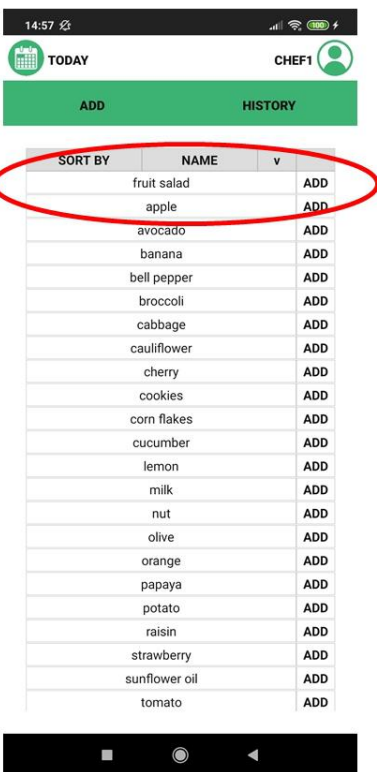 14:57 100
TODAY CHEF1
ADD HISTORY
SORT BY NAME v
fruit salad ADD
apple ADD
avocado ADD
banana ADD
bell pepper ADD
broccoli ADD
cabbage ADD
cauliflower ADD
cherry ADD
cookies ADD
corn flakes ADD
cucumber ADD
lemon ADD
milk ADD
nut ADD
olive ADD
orange ADD
papaya ADD
potato ADD
raisin ADD
strawberry ADD
sunflower oil ADD
tomato ADD